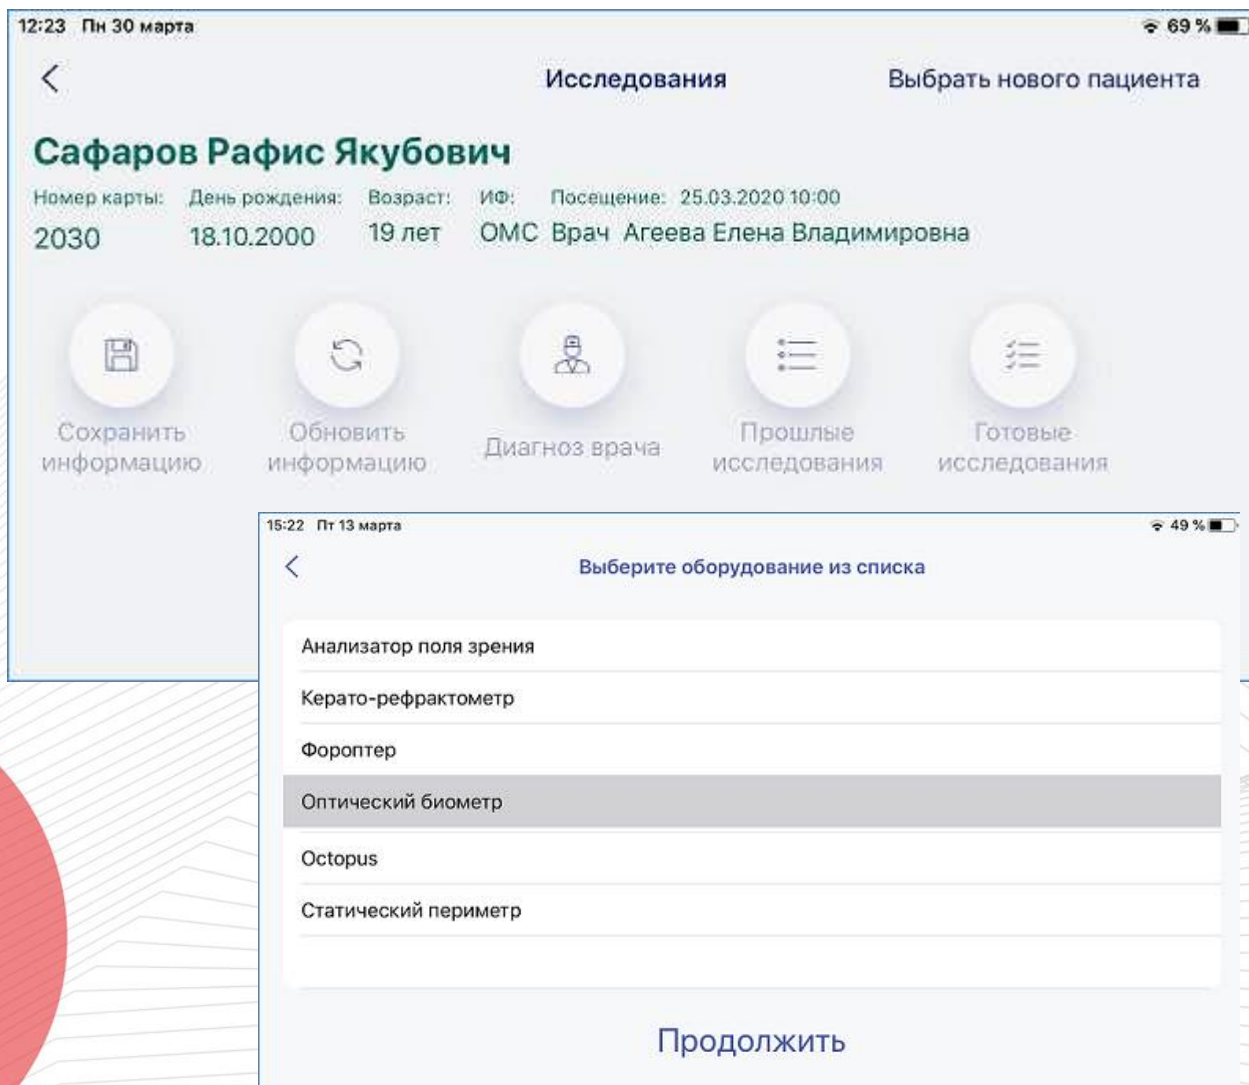 12:23 Пн 30 марта 69 %
Исследования Выбрать нового пациента
Сафаров Рафис Якубович
Номер карты: День рождения: Возраст: ИФ: Посещение: 25.03.2020 10:00
2030 18.10.2000 19 лет ОМС Врач Агеева Елена Владимировна
Сохранить информацию
Обновить информацию
Диагноз врача
Прошлые исследования
Готовые исследования
15:22 Пт 13 марта 49 %
Выберите оборудование из списка
Анализатор поля зрения
Керато-рефрактометр
Фороптер
Оптический биометр
Octopus
Статический периметр
Продолжить